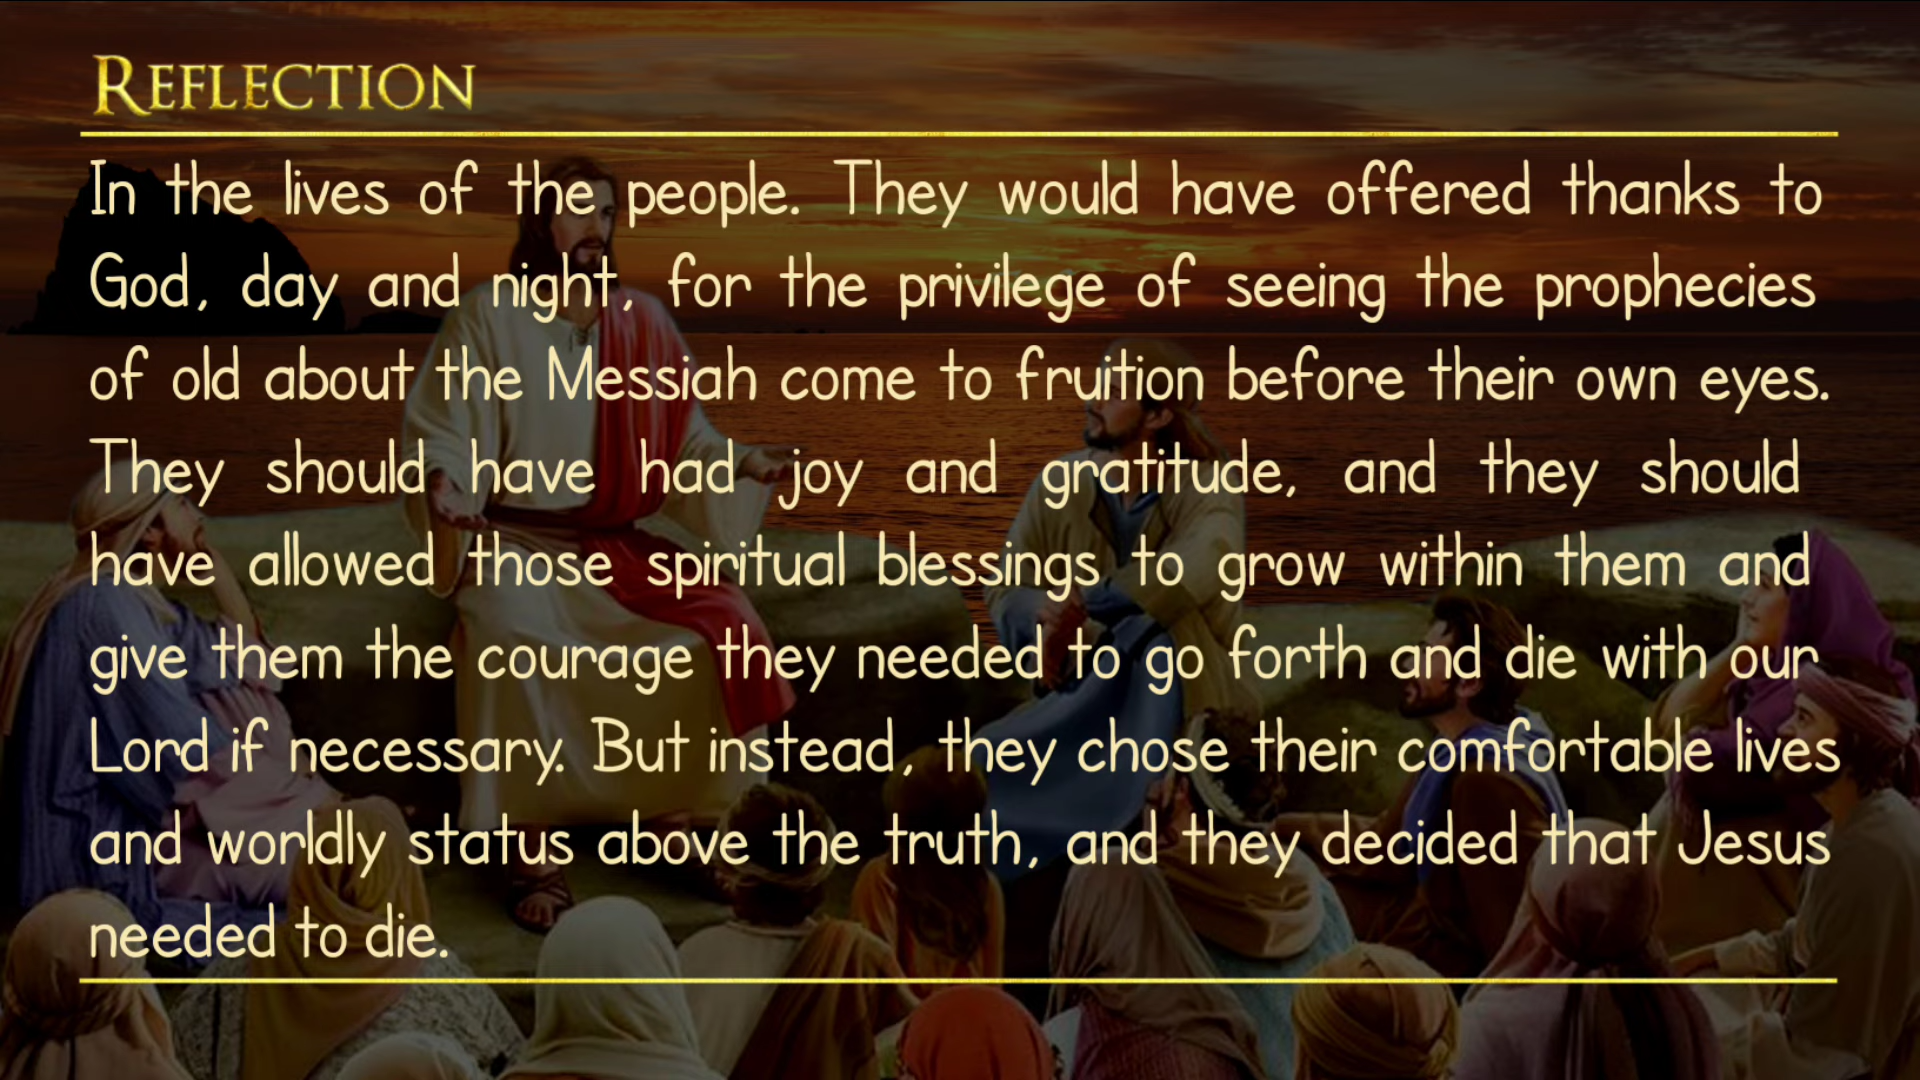 REFLECTION
In the lives of the people. They would have offered thanks to
God, day and night, for the privilege of seeing the prophecies
of old about the Messiah come to fruition before their own eyes.
They should have had joy and gratitude, and they should
have allowed those spiritual blessings to grow within them and
give them the courage they needed to go forth and die with our
Lord if necessary. But instead, they chose their comfortable lives
and worldly status above the truth, and they decided that Jesus
needed to die.